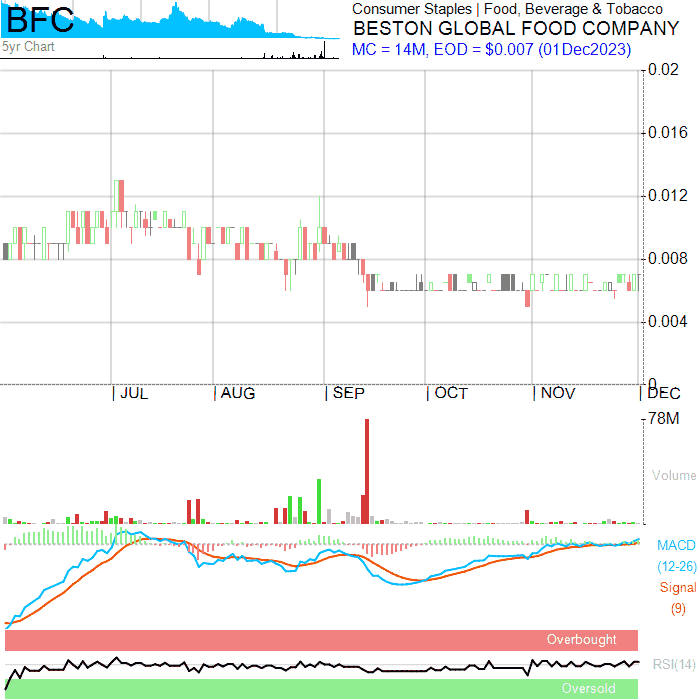 BFC
5yr Chart
Consumer Staples | Food, Beverage & Tobacco
BESTON GLOBAL FOOD COMPANY
MC = 14M, EOD = $0.007 (01Dec2023)
0.02
0.016
0.012
0.008
0.004
0
| JUL | AUG | SEP | OCT | NOV | DEC
78M
Volume
MACD
(12-26)
Signal
(9)
Overbought
RSI(14)
Oversold